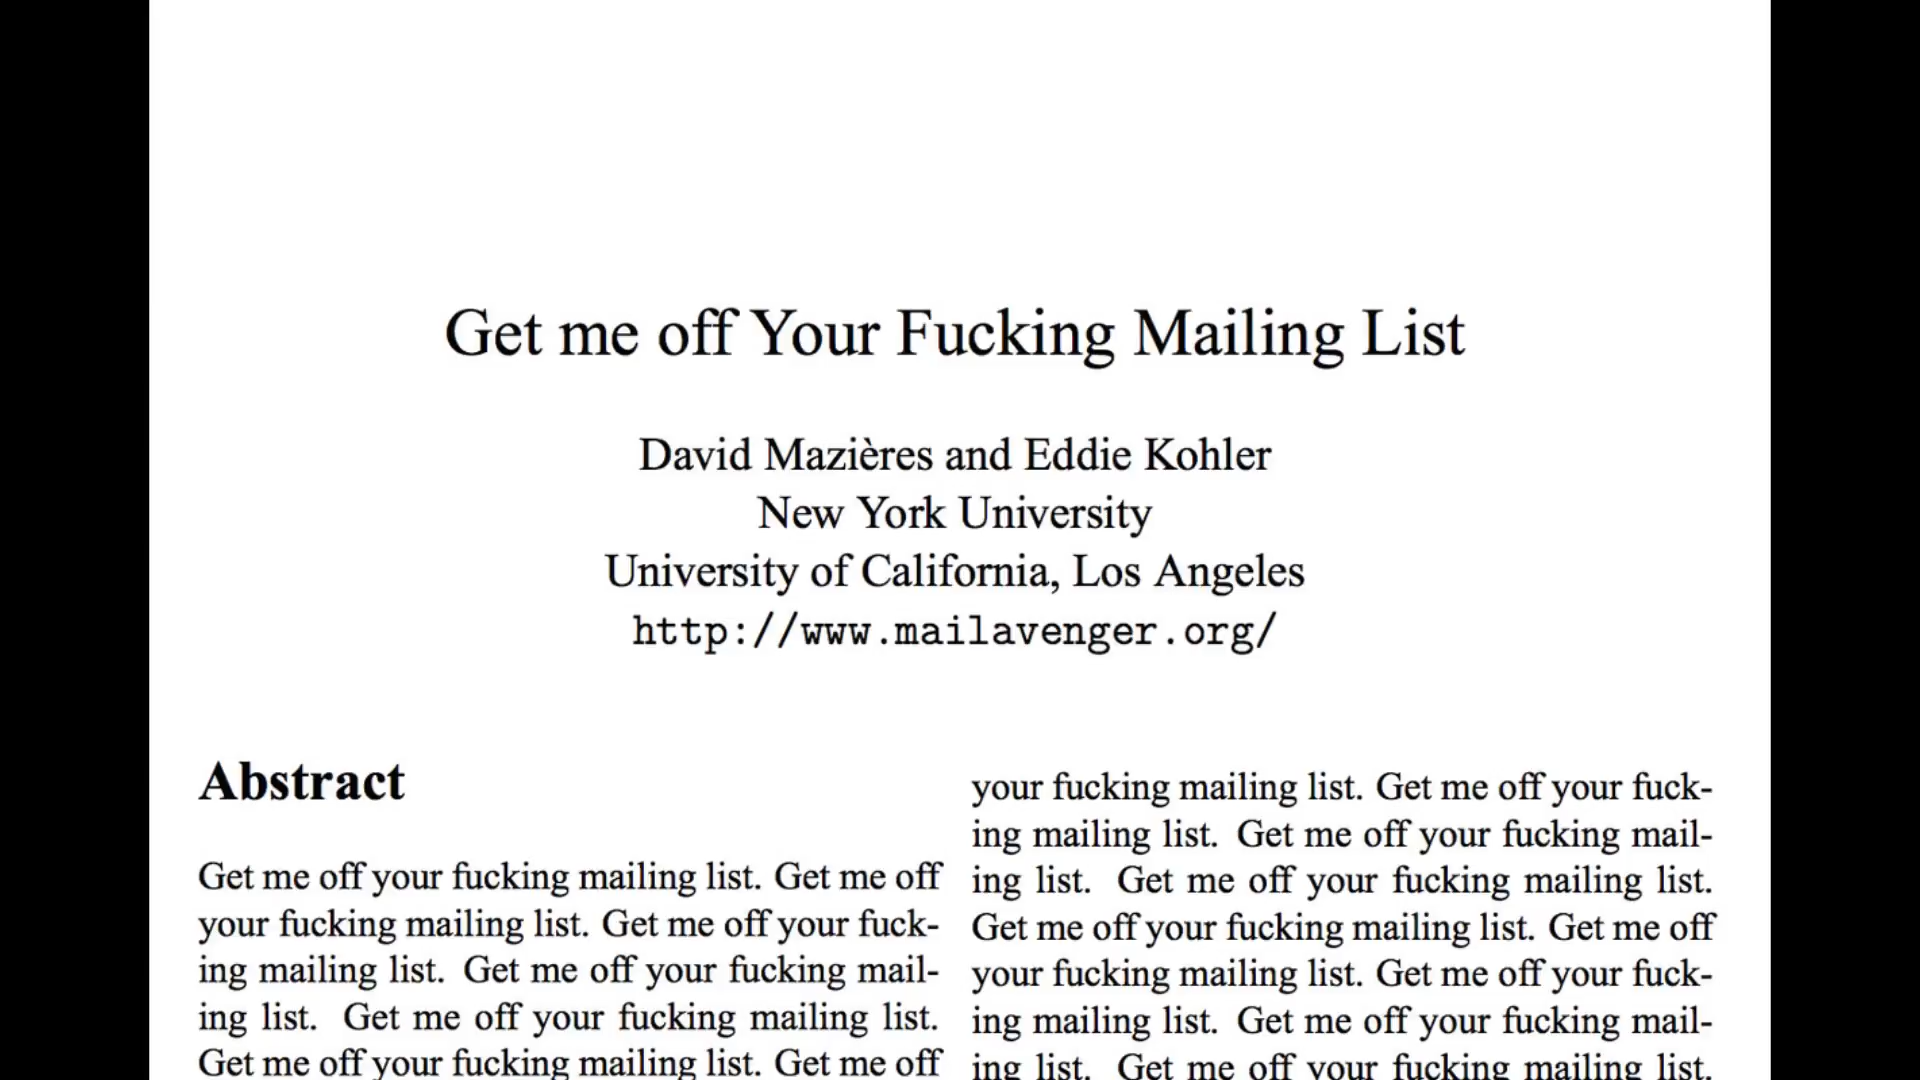 Get me off Your Fucking Mailing List
David Mazières and Eddie Kohler
New York University
University of California, Los Angeles
http://www.mailavenger.org/
Abstract
Get me off your fucking mailing list. Get me off
your fucking mailing list. Get me off your fuck-
ing mailing list. Get me off your fucking mail-
ing list. Get me off your fucking mailing list.
Get me off your fucking mailing list. Get me off
your fucking mailing list. Get me off your fuck-
ing mailing list. Get me off your fucking mail-
ing list. Get me off your fucking mailing list.
Get me off your fucking mailing list. Get me off
your fucking mailing list. Get me off your fuck-
ing mailing list. Get me off your fucking mail-
ing list. Get me off your fucking mailing list.